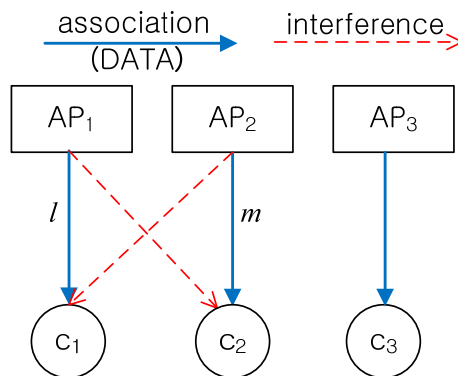 association interference
(DATA)
AP₁ AP₂ AP₃
l m
c₁ c₂ c₃